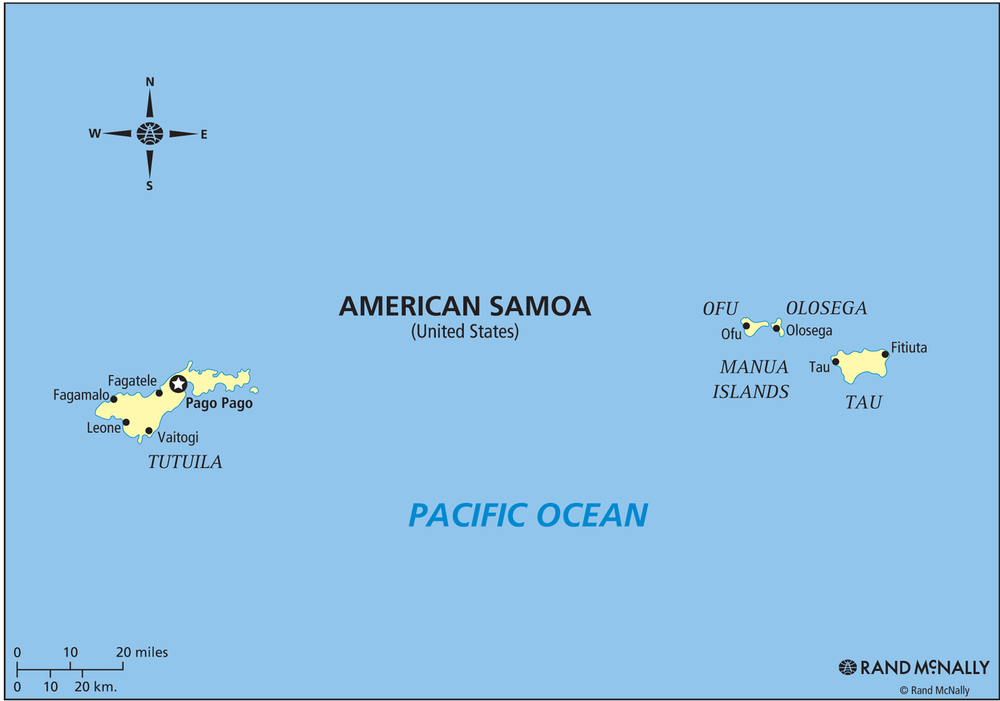 N
W
E
S
AMERICAN SAMOA
(United States)
OFU
OLOSEGA
Ofu
Olosega
Fitiuta
Tau
MANUA
ISLANDS
TAU
Fagatele
Fagamalo
Pago Pago
Leone
Vaitogi
TUTUILA
PACIFIC OCEAN
0 10 20 miles
0 10 20 km.
RAND McNALLY
© Rand McNally